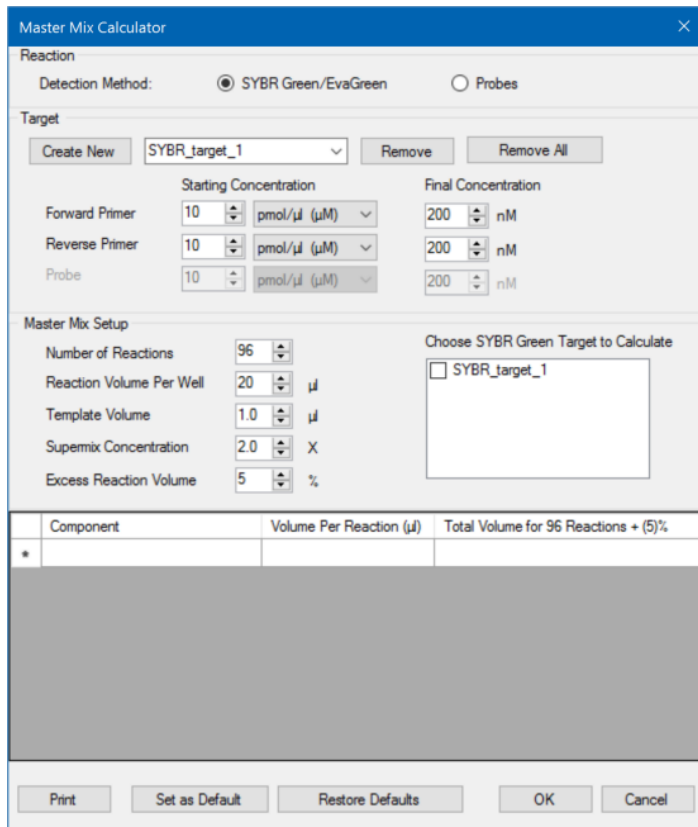 Master Mix Calculator
Reaction
Detection Method: SYBR Green/EvaGreen Probes
Target
Create New SYBR_target_1 Remove Remove All
Starting Concentration Final Concentration
Forward Primer 10 pmol/µl (µM) 200 nM
Reverse Primer 10 pmol/µl (µM) 200 nM
Probe 10 pmol/µl (µM) 200 nM
Master Mix Setup
Choose SYBR Green Target to Calculate
Number of Reactions 96
SYBR_target_1
Reaction Volume Per Well 20 µl
Template Volume 1.0 µl
Supermix Concentration 2.0 X
Excess Reaction Volume 5 %
Component Volume Per Reaction (µl) Total Volume for 96 Reactions + (5)%
*
Print Set as Default Restore Defaults OK Cancel